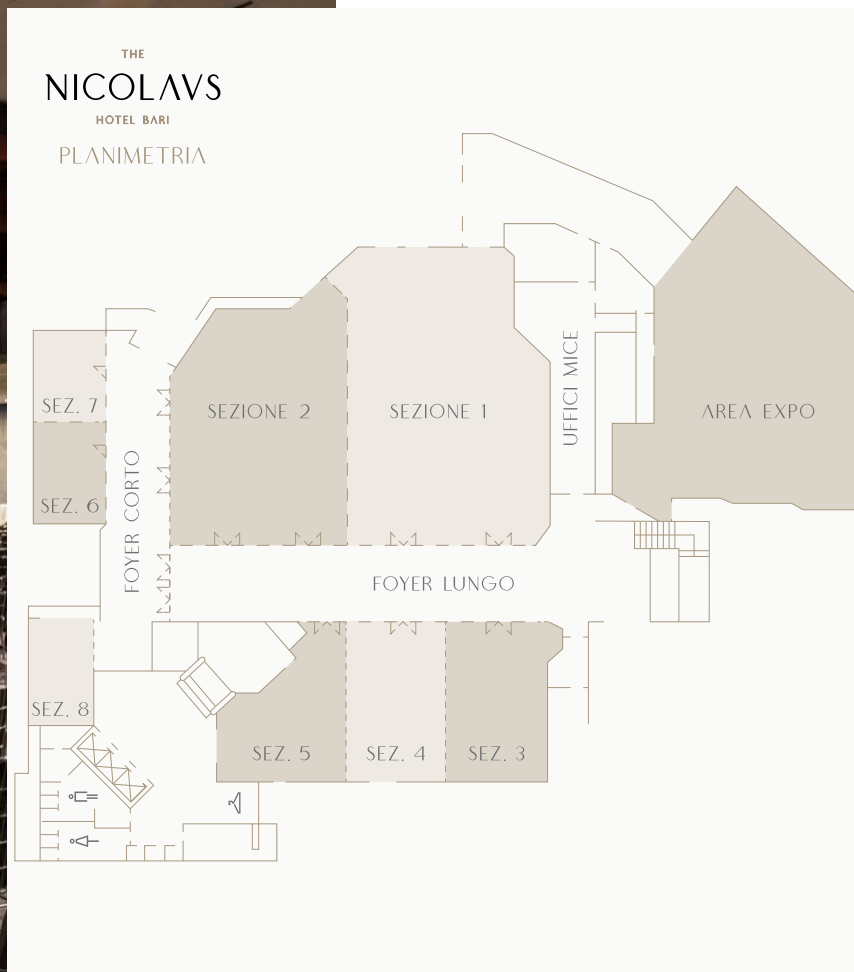 THE
NICOLAVS
HOTEL BARI
PLANIMETRIA
SEZ. 7
SEZIONE 2
SEZIONE 1
UFFICI MICE
AREA EXPO
SEZ. 6
FOYER CORTO
FOYER LUNGO
SEZ. 8
SEZ. 5
SEZ. 4
SEZ. 3